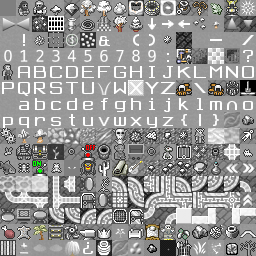 ! $ & ( )
/
0 1 2 3 4 5 6 7 8 9 : ?
A B C D E F G H I J K L M N O
P Q R S T U V W X Y Z
a b c d e f g h i j k l m n o
p q r s t u v w x y z { | }